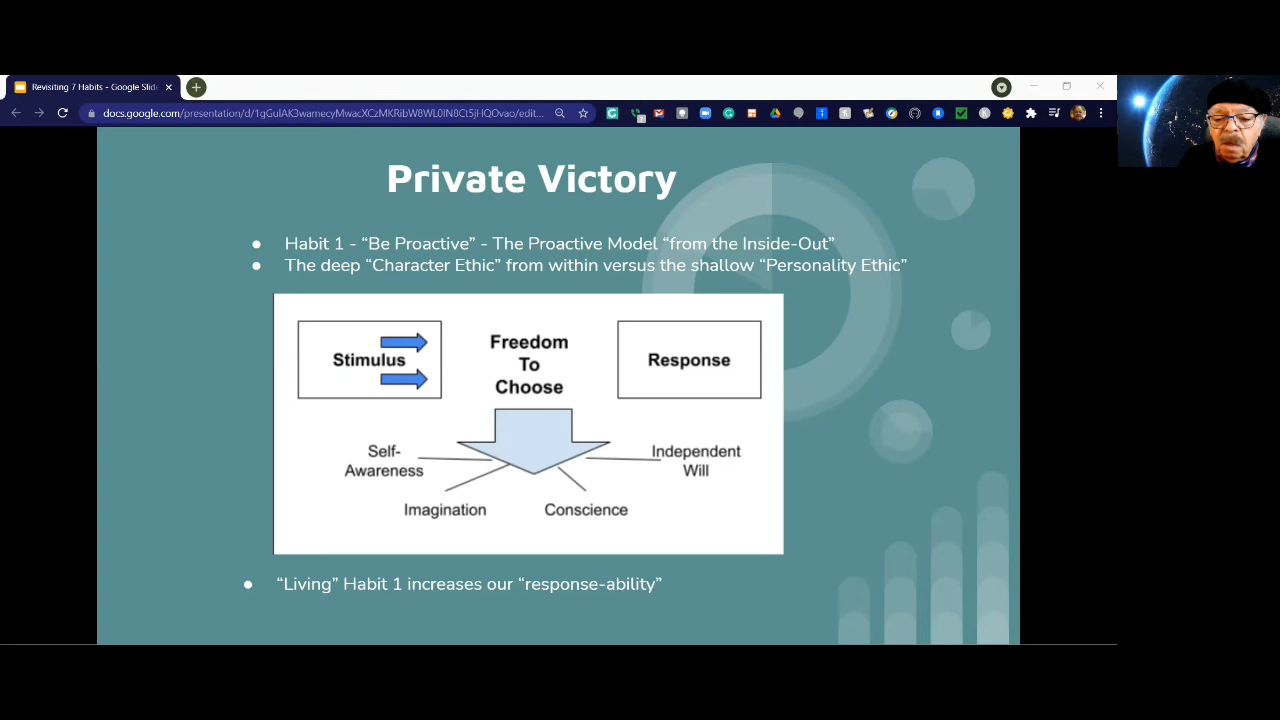 Revisiting 7 Habits - Google Slid
docs.google.com/presentation/d/1gGulAK3wamecyMwacXCzMKRibW8WL0IN8Ct5jHQOvao/edit...
Private Victory
● Habit 1 - “Be Proactive” - The Proactive Model “from the Inside-Out”
● The deep “Character Ethic” from within versus the shallow “Personality Ethic”
Stimulus
Freedom
To
Choose
Response
Self-
Awareness
Imagination
Conscience
Independent
Will
● “Living” Habit 1 increases our “response-ability”